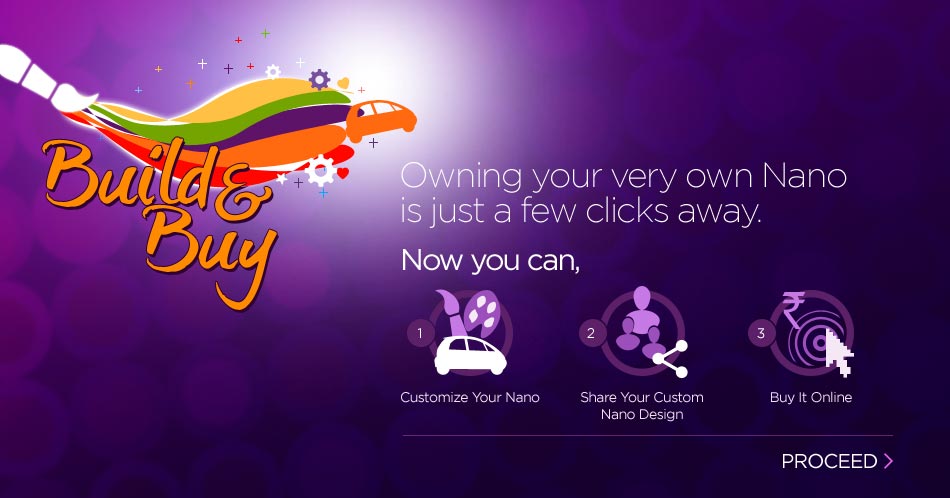 Build &
Buy
Owning your very own Nano
is just a few clicks away.
Now you can,
1
Customize Your Nano
2
Share Your Custom
Nano Design
₹
3
Buy It Online
PROCEED >